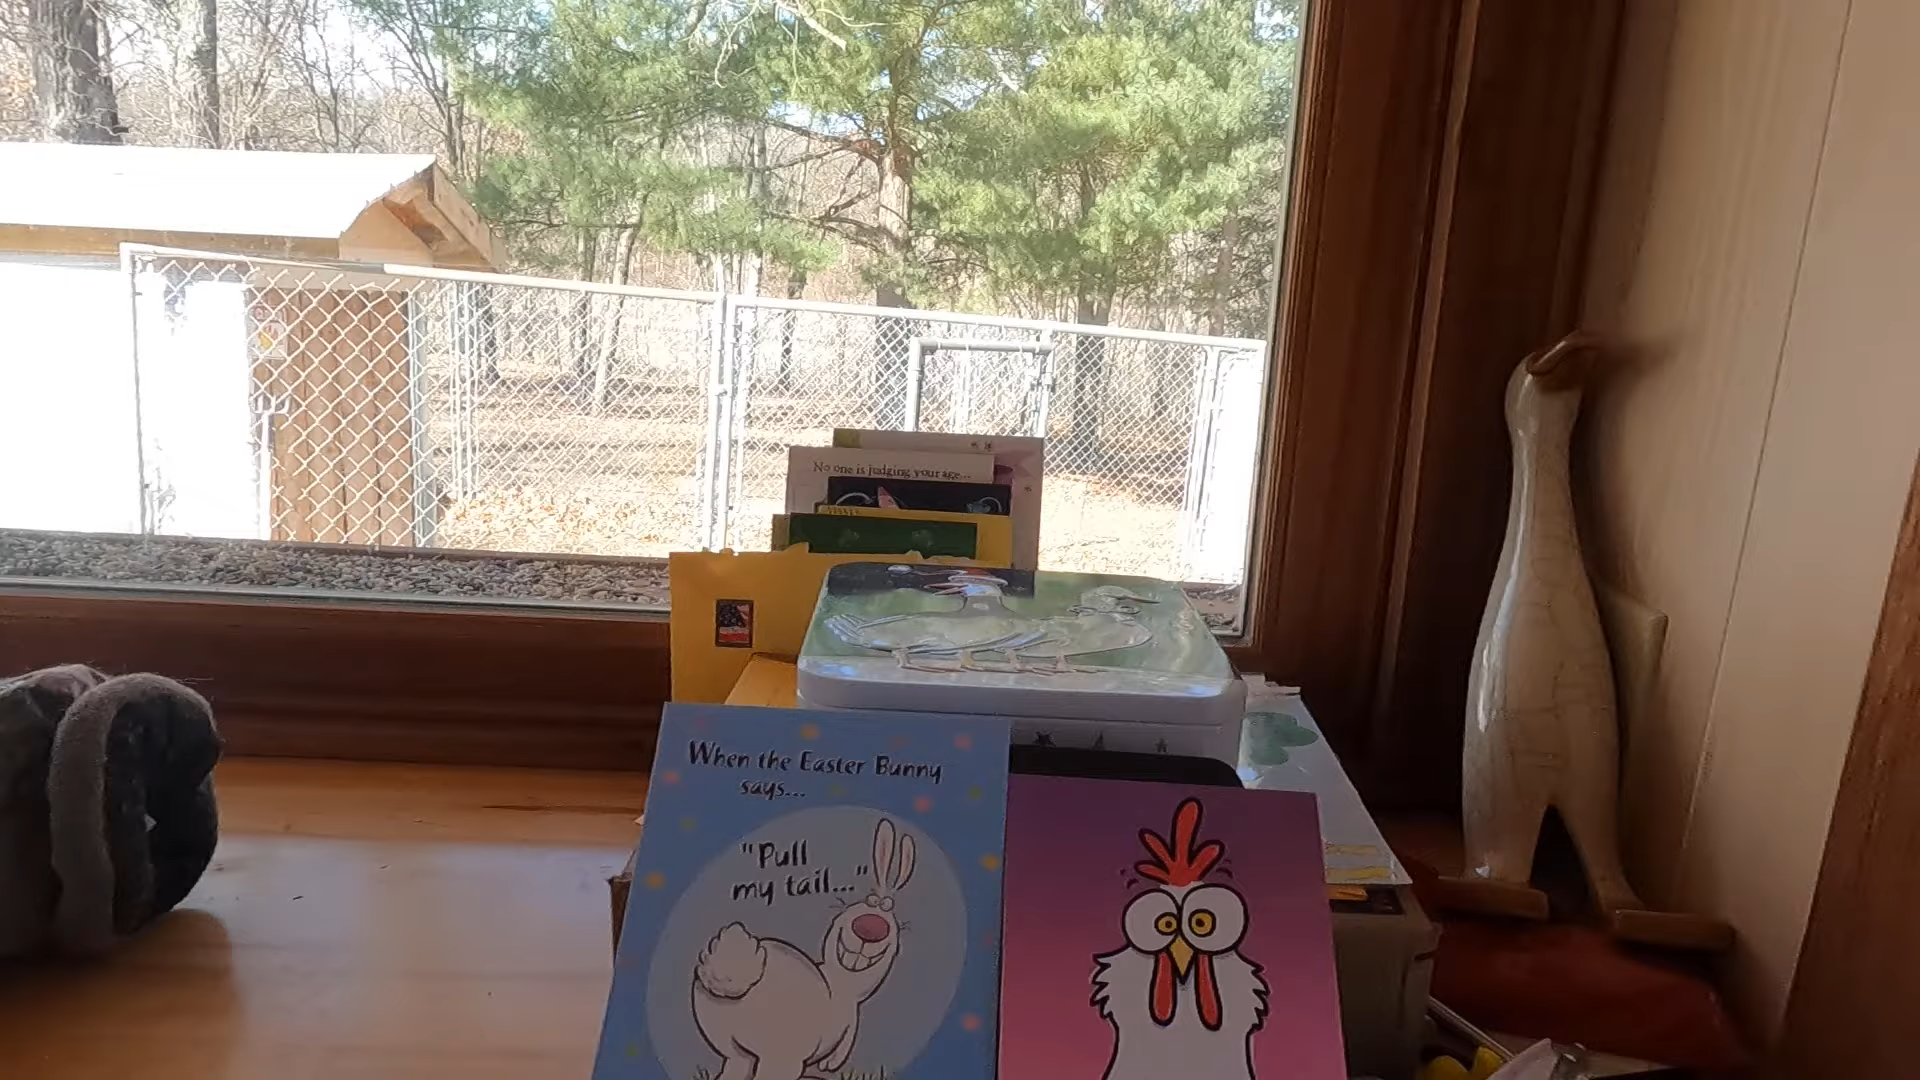 No one is judging your age...
When the Easter Bunny
says...
"Pull
my tail..."